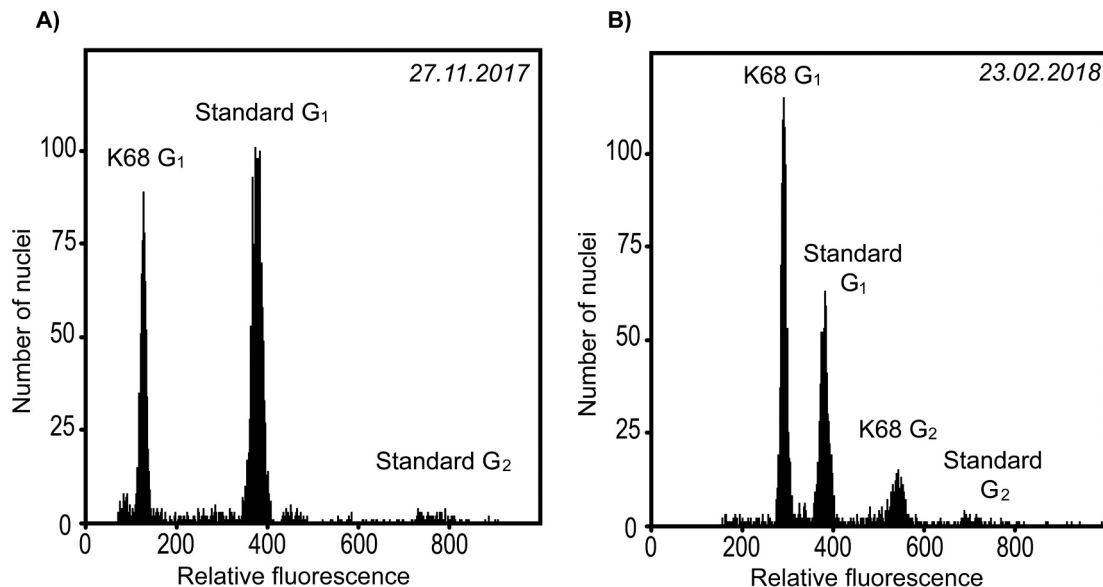 A)
27.11.2017
Standard G₁
K68 G₁
Standard G₂
100
75
50
25
0
0 200 400 600 800
Number of nuclei
Relative fluorescence
B)
23.02.2018
K68 G₁
Standard
G₁
K68 G₂
Standard
G₂
100
75
50
25
0
0 200 400 600 800
Number of nuclei
Relative fluorescence